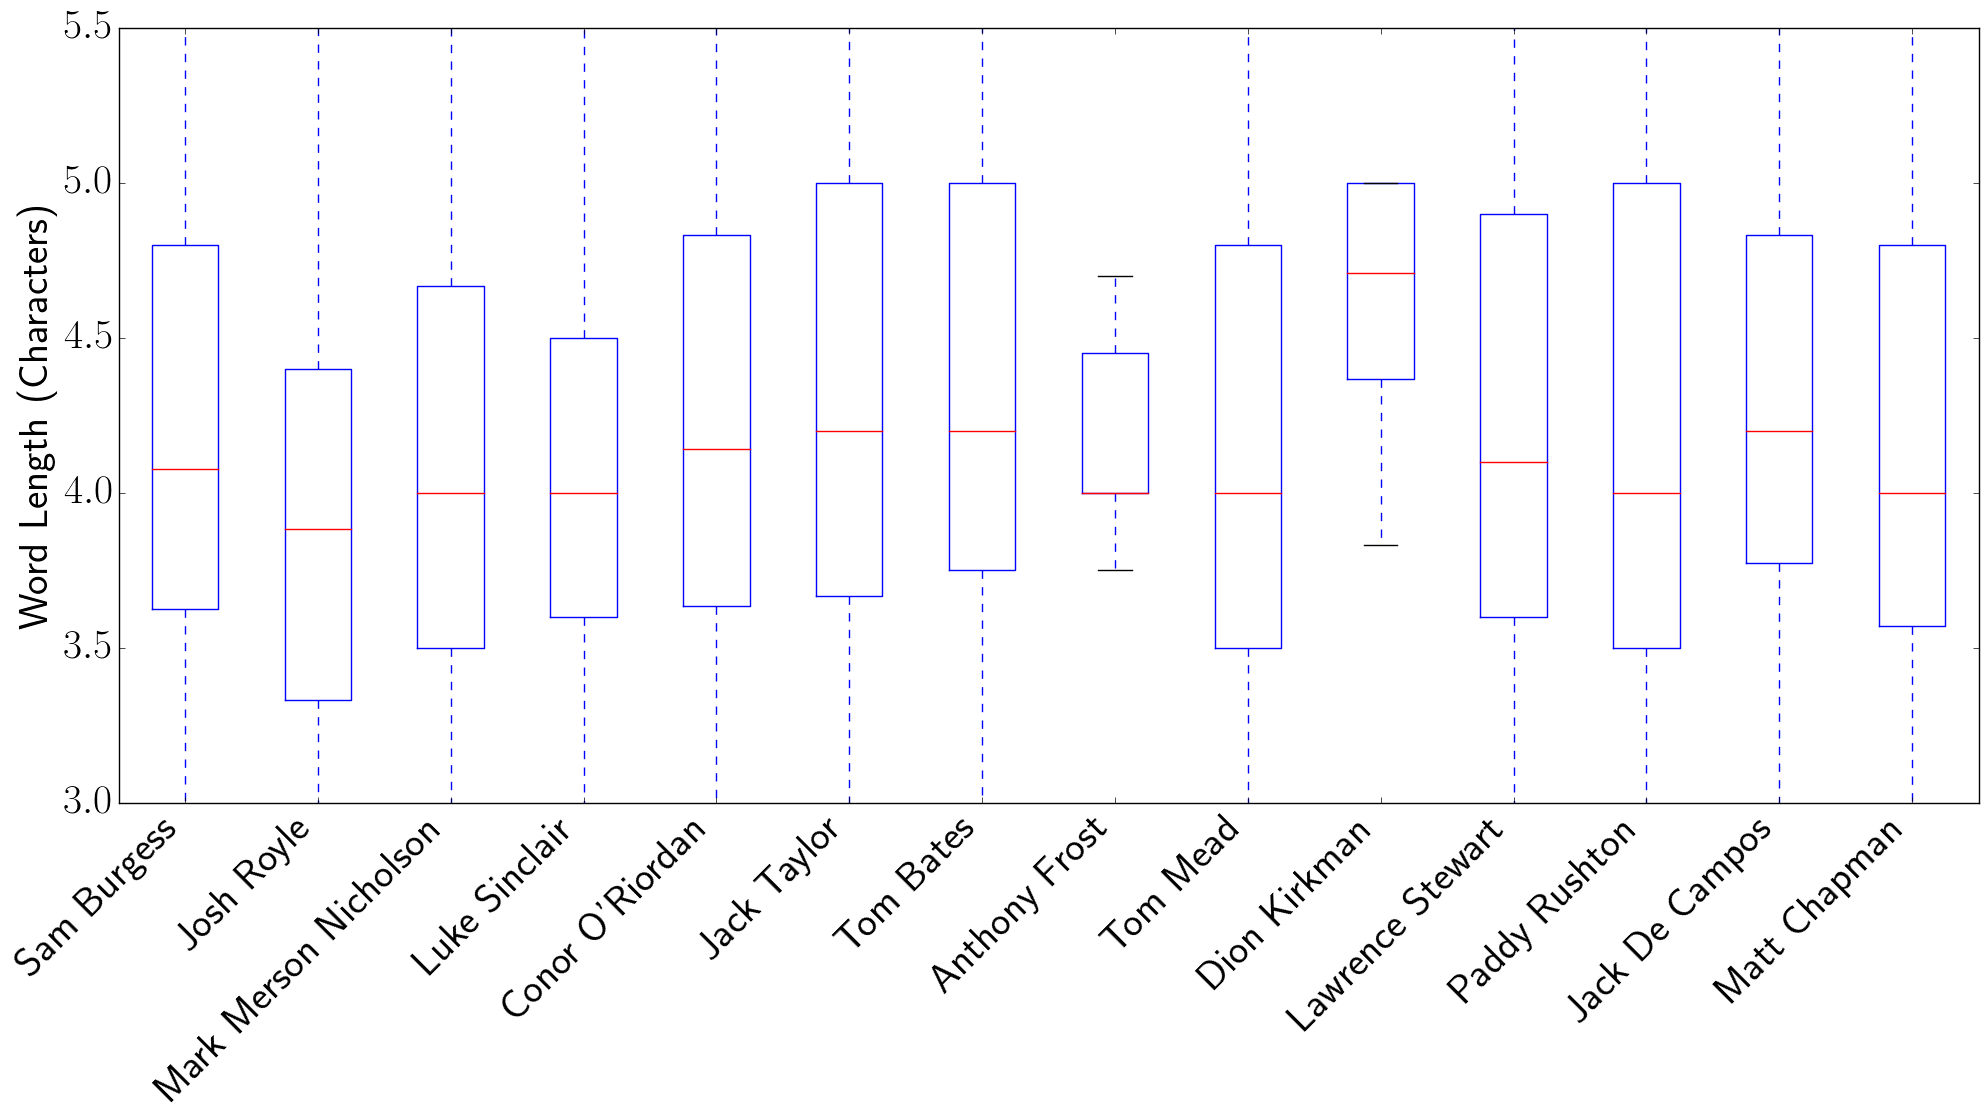 Word Length (Characters)
5.5
5.0
4.5
4.0
3.5
3.0
Sam Burgess
Josh Royle
Mark Merson Nicholson
Luke Sinclair
Conor O'Riordan
Jack Taylor
Tom Bates
Anthony Frost
Tom Mead
Dion Kirkman
Lawrence Stewart
Paddy Rushton
Jack De Campos
Matt Chapman